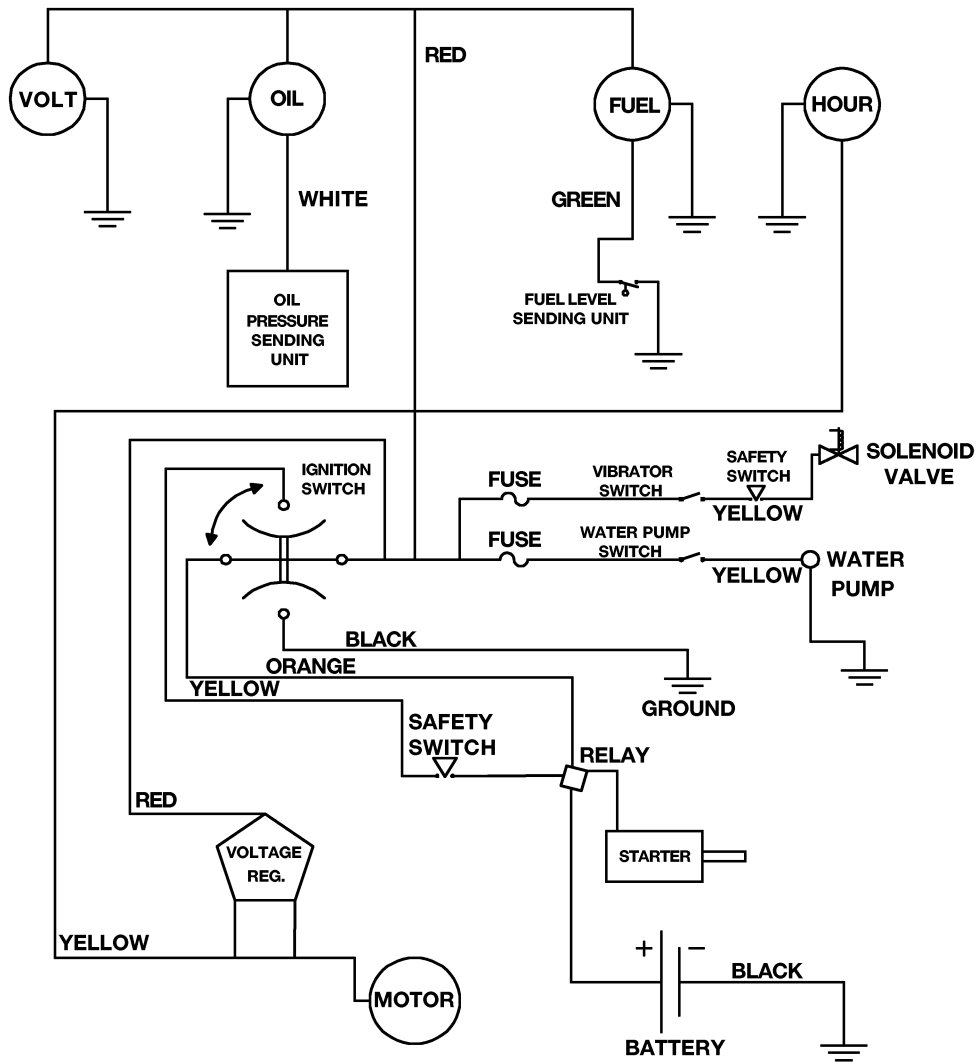 RED
VOLT
OIL
FUEL
HOUR
WHITE
GREEN
OIL
PRESSURE
SENDING
UNIT
FUEL LEVEL
SENDING UNIT
IGNITION
SWITCH
FUSE
VIBRATOR
SWITCH
SAFETY
SWITCH
SOLENOID
VALVE
YELLOW
FUSE
WATER PUMP
SWITCH
YELLOW
WATER
PUMP
BLACK
ORANGE
YELLOW
GROUND
SAFETY
SWITCH
RELAY
RED
VOLTAGE
REG.
STARTER
YELLOW
MOTOR
+
−
BLACK
BATTERY